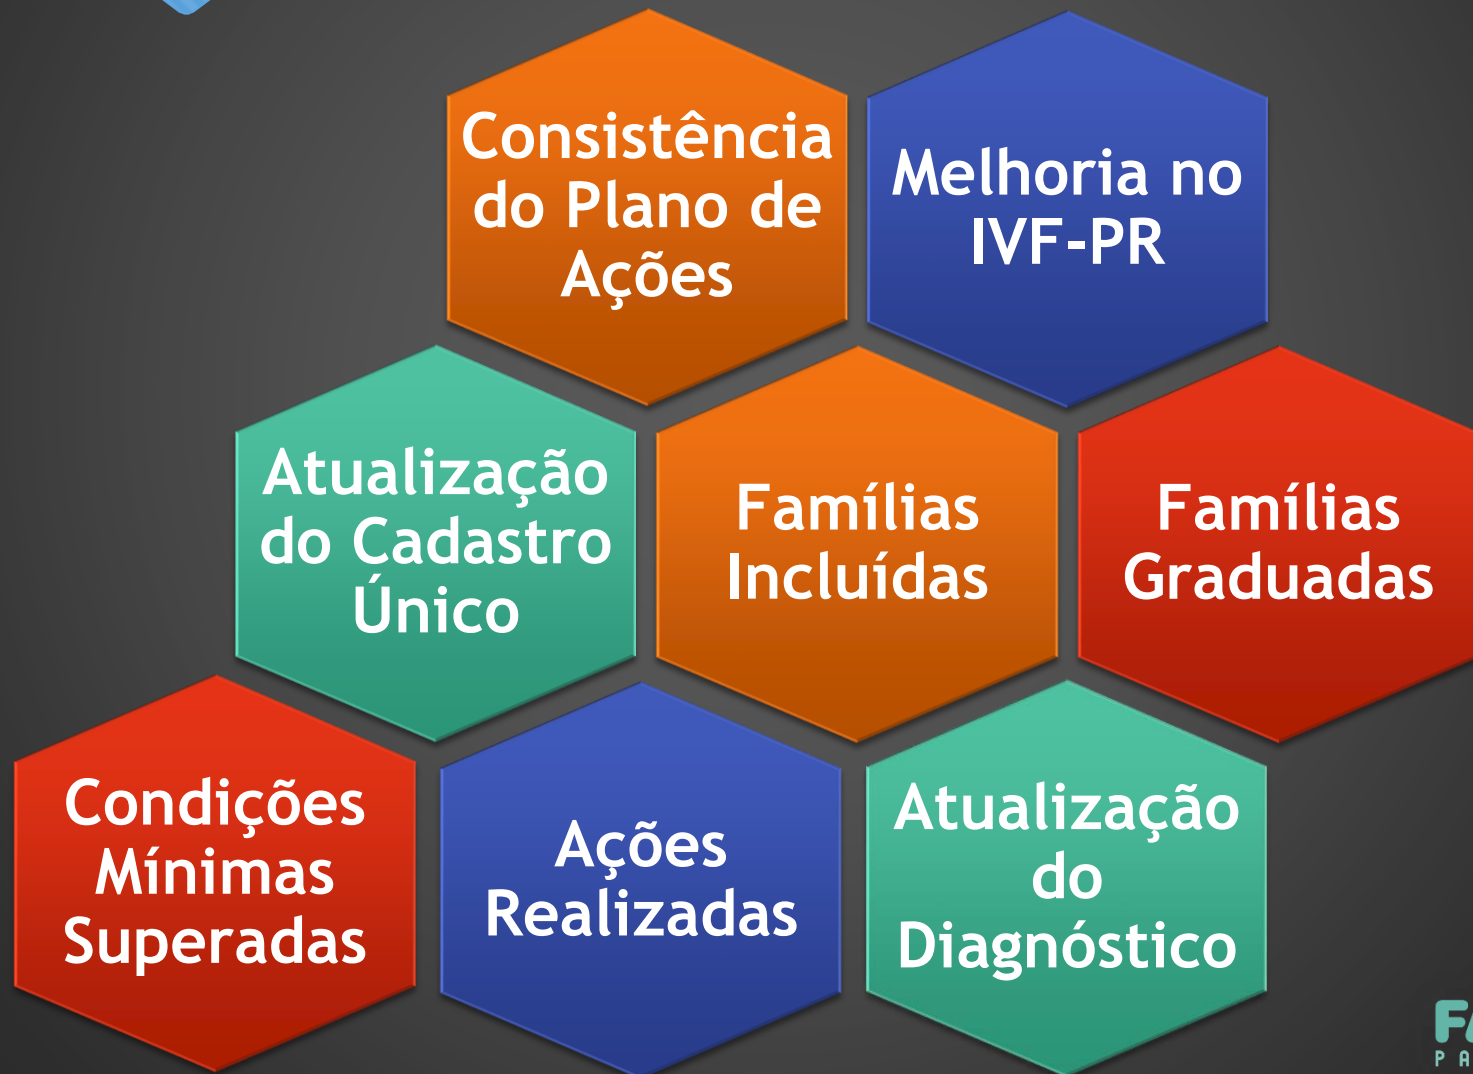 Consistência
do Plano de
Ações
Melhoria no
IVF-PR
Atualização
do Cadastro
Único
Famílias
Incluídas
Famílias
Graduadas
Condições
Mínimas
Superadas
Ações
Realizadas
Atualização
do
Diagnóstico